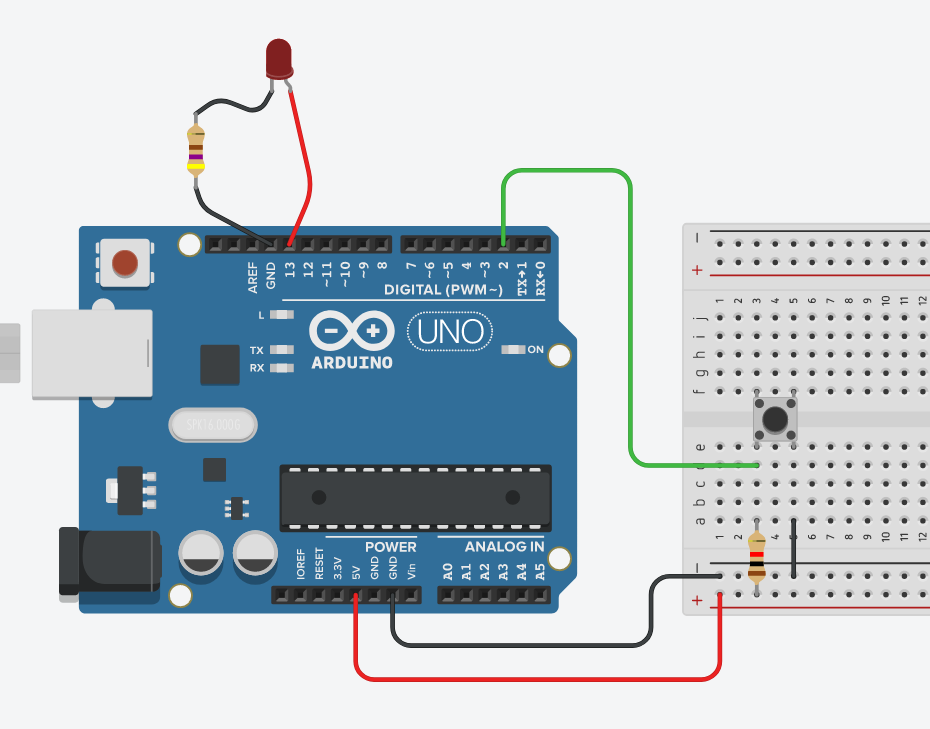 AREF
GND
13
12
~11
~10
~9
8
7
~6
~5
4
~3
2
TX→1
RX←0
DIGITAL (PWM ~)
L
TX
RX
UNO
ARDUINO
ON
SPK16.000G
POWER
ANALOG IN
IOREF
RESET
3.3V
5V
GND
GND
Vin
A0
A1
A2
A3
A4
A5
− +
1 2 3 4 5 6 7 8 9 10 11 12
j
i
h
g
f
e
c
b
a
1 2 3 4 5 6 7 8 9 10 11 12
− +